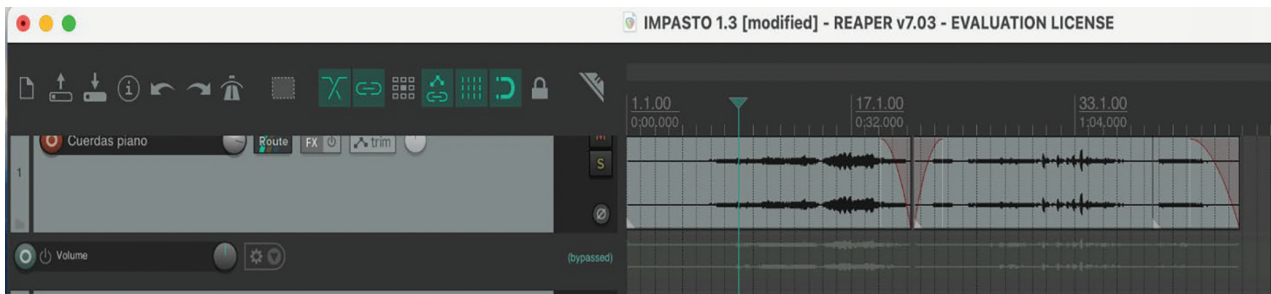 IMPASTO 1.3 [modified] - REAPER v7.03 - EVALUATION LICENSE
1.1.00 17.1.00 33.1.00
0:00.000 0:32.000 1:04.000
Cuerdas piano Route FX trim M
1 S
Volume (bypassed)